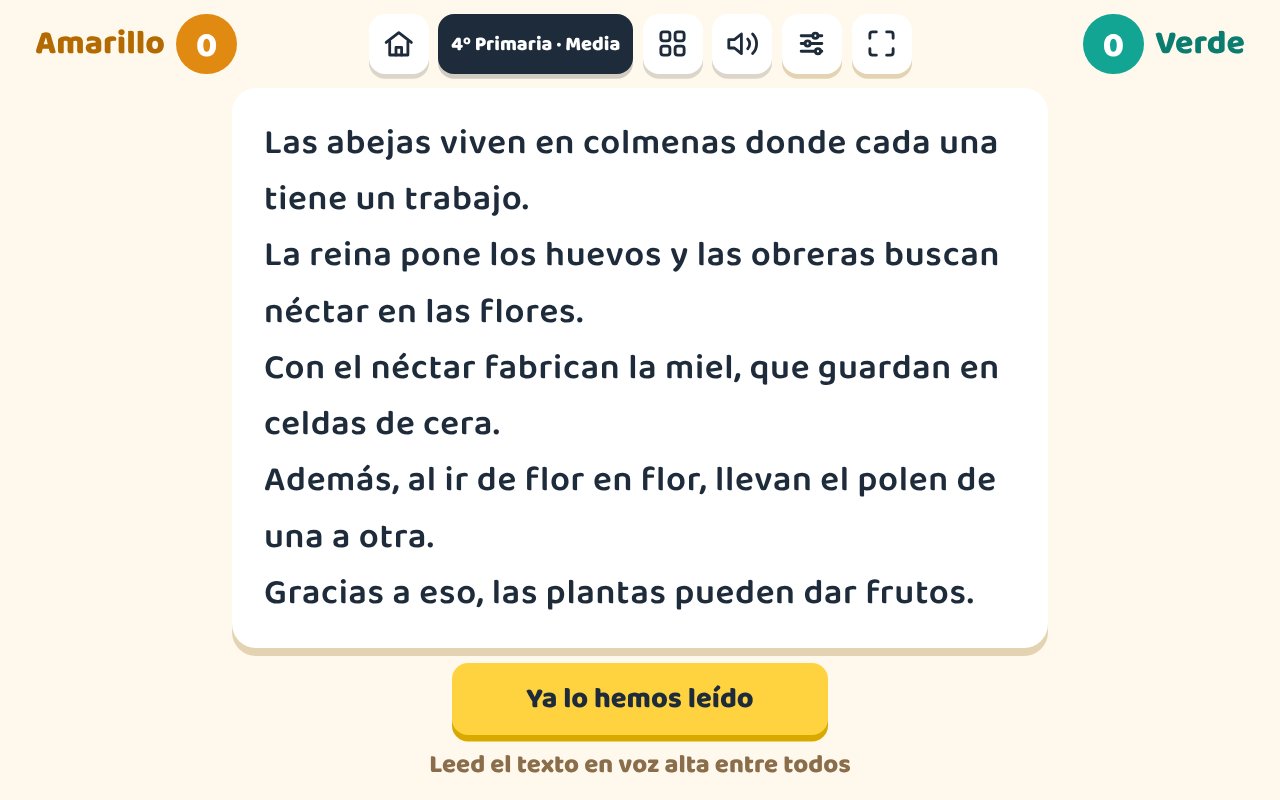 Amarillo 0 4º Primaria · Media 0 Verde
Las abejas viven en colmenas donde cada una
tiene un trabajo.
La reina pone los huevos y las obreras buscan
néctar en las flores.
Con el néctar fabrican la miel, que guardan en
celdas de cera.
Además, al ir de flor en flor, llevan el polen de
una a otra.
Gracias a eso, las plantas pueden dar frutos.
Ya lo hemos leído
Leed el texto en voz alta entre todos